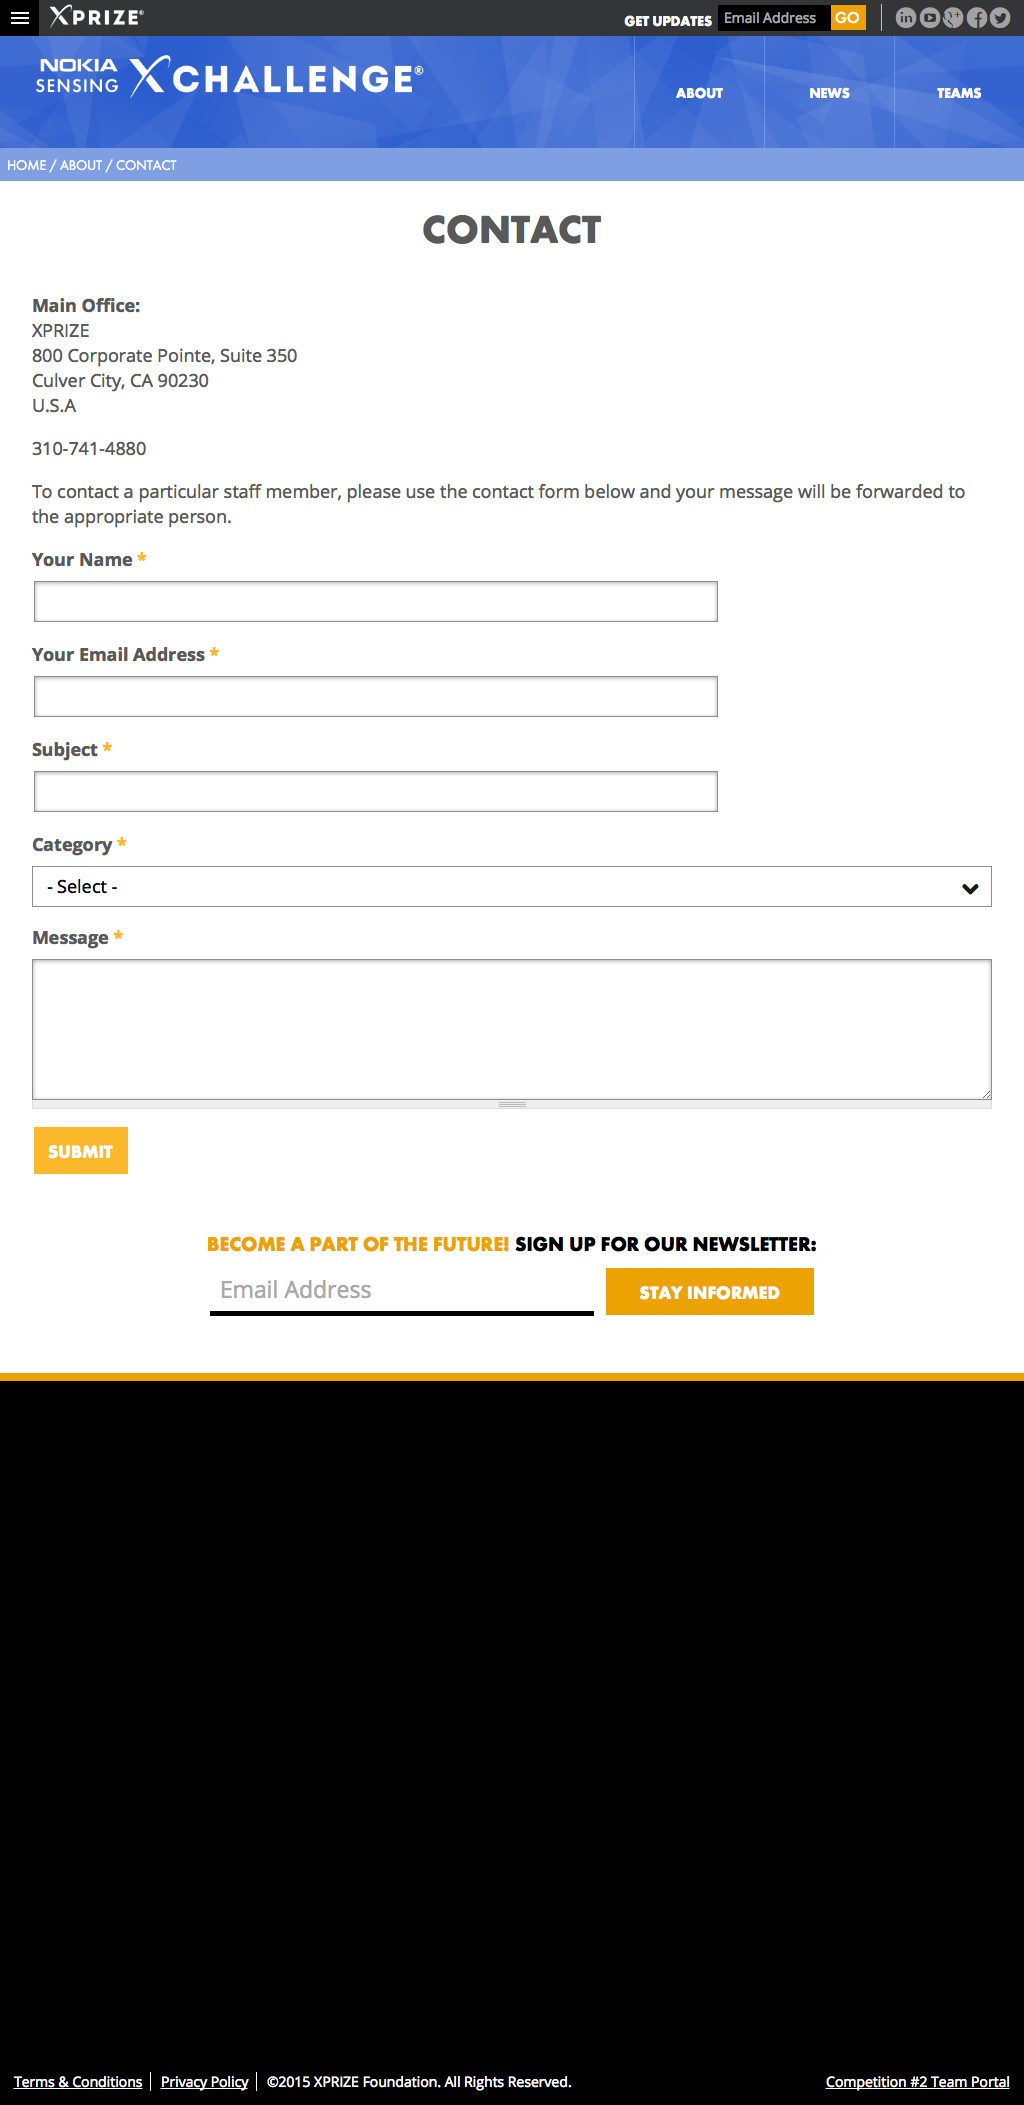 XPRIZE®
GET UPDATES
Email Address
GO
NOKIA
SENSING
XCHALLENGE®
ABOUT
NEWS
TEAMS
HOME / ABOUT / CONTACT
CONTACT
Main Office:
XPRIZE
800 Corporate Pointe, Suite 350
Culver City, CA 90230
U.S.A
310-741-4880
To contact a particular staff member, please use the contact form below and your message will be forwarded to
the appropriate person.
Your Name *
Your Email Address *
Subject *
Category *
- Select -
Message *
SUBMIT
BECOME A PART OF THE FUTURE! SIGN UP FOR OUR NEWSLETTER:
Email Address
STAY INFORMED
Terms & Conditions
Privacy Policy
©2015 XPRIZE Foundation. All Rights Reserved.
Competition #2 Team Portal